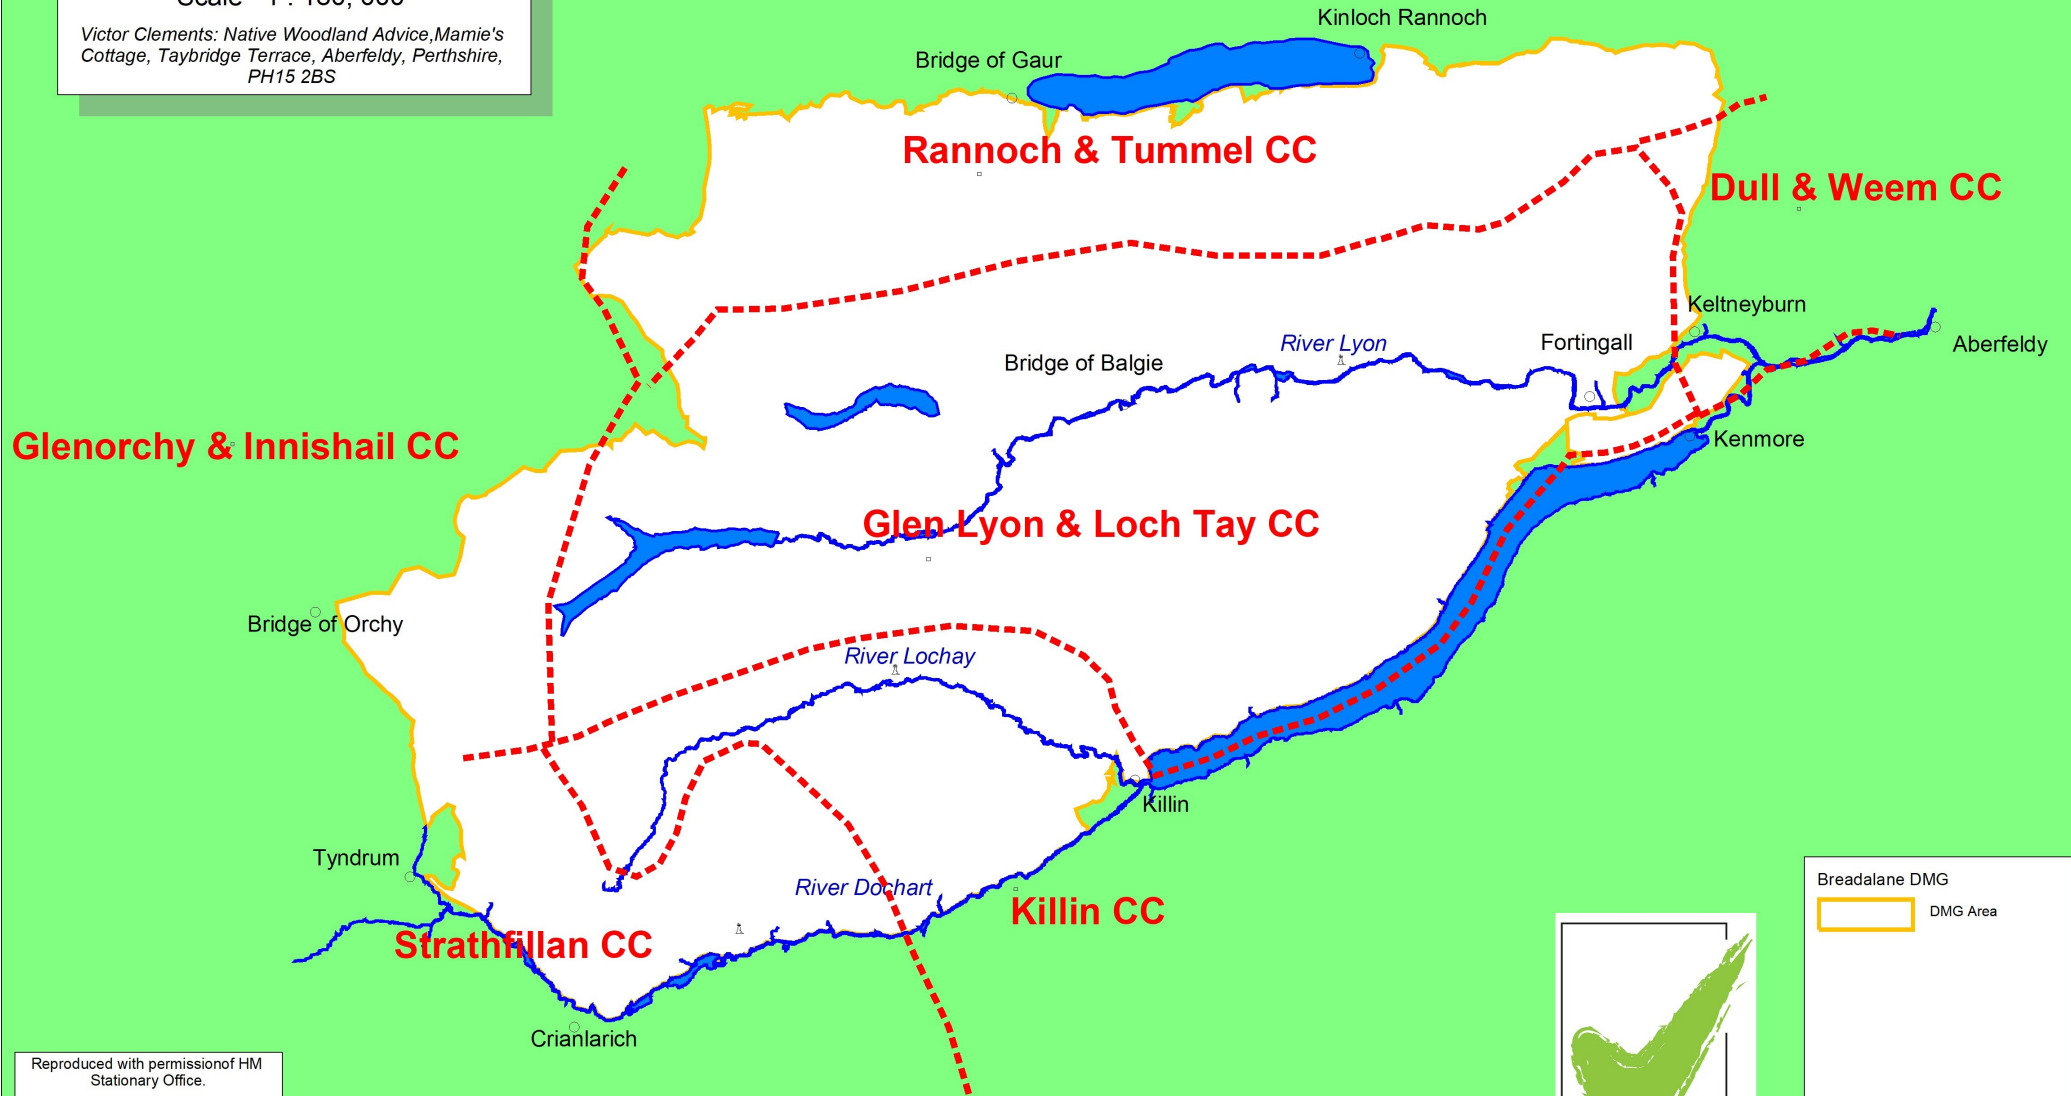 Victor Clements: Native Woodland Advice,Mamie's
Cottage, Taybridge Terrace, Aberfeldy, Perthshire,
PH15 2BS
Kinloch Rannoch
Bridge of Gaur
Rannoch & Tummel CC
Dull & Weem CC
Keltneyburn
River Lyon
Fortingall
Aberfeldy
Bridge of Balgie
Glenorchy & Innishail CC
Kenmore
Glen Lyon & Loch Tay CC
Bridge of Orchy
River Lochay
Killin
Tyndrum
River Dochart
Killin CC
Strathfillan CC
Crianlarich
Breadalane DMG
DMG Area
Reproduced with permissionof HM
Stationary Office.